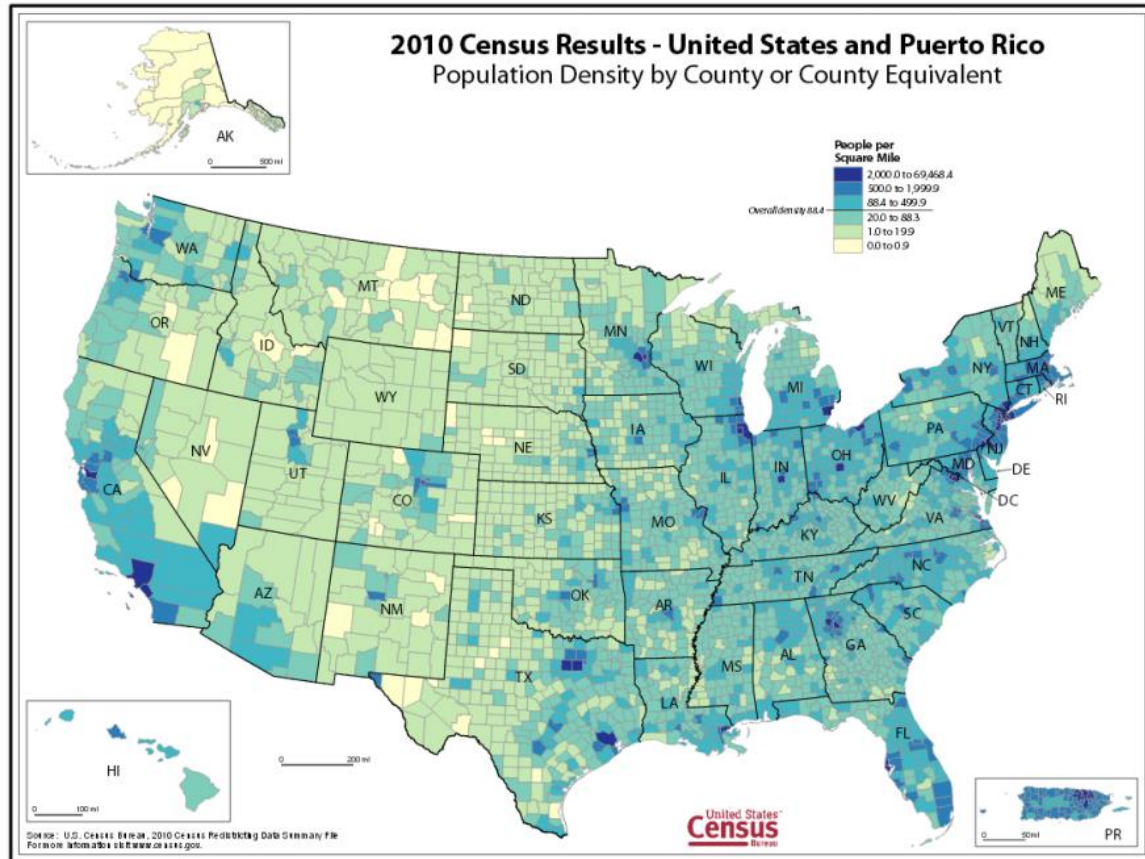 2010 Census Results - United States and Puerto Rico
Population Density by County or County Equivalent
AK
0 500 mi
People per
Square Mile
2,000.0 to 69,468.4
500.0 to 1,999.9
88.4 to 499.9
Overall density 88.4
20.0 to 88.3
1.0 to 19.9
0.0 to 0.9
WA
MT
ND
MN
ME
OR
ID
SD
WI
MI
NY
VT
NH
MA
CT
RI
WY
IA
PA
NJ
NV
NE
OH
MD
DE
UT
IL
IN
WV
DC
CA
CO
KS
MO
VA
KY
AZ
NM
OK
AR
TN
NC
SC
TX
MS
AL
GA
LA
FL
0 200 mi
HI
0 100 mi
PR
0 50 mi
United States™
Census
Bureau
Source: U.S. Census Bureau, 2010 Census Redistricting Data Summary File
For more information visit www.census.gov.